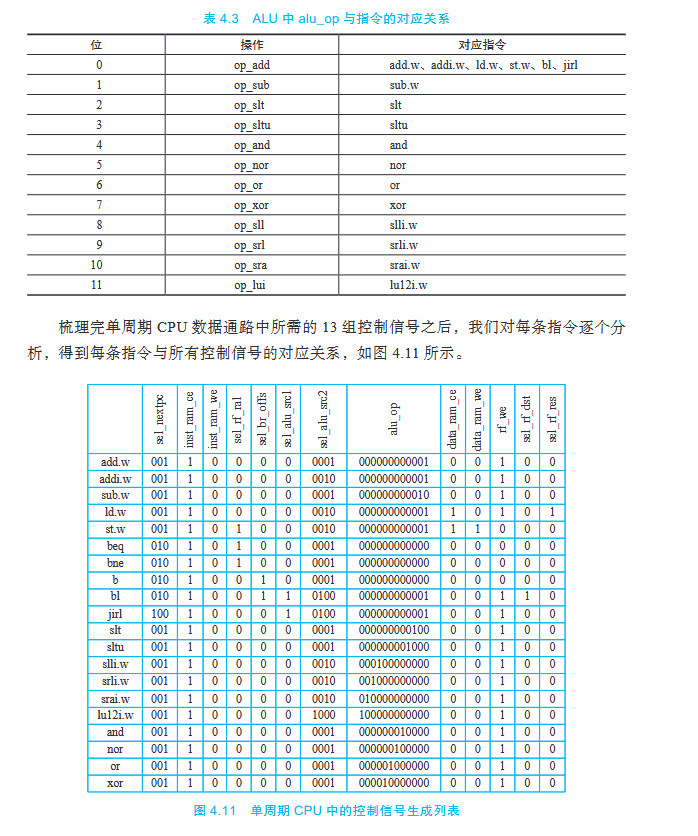 表 4.3 ALU 中 alu_op 与指令的对应关系
位 操作 对应指令
0 op_add add.w、addi.w、ld.w、st.w、bl、jirl
1 op_sub sub.w
2 op_slt slt
3 op_sltu sltu
4 op_and and
5 op_nor nor
6 op_or or
7 op_xor xor
8 op_sll slli.w
9 op_srl srli.w
10 op_sra srai.w
11 op_lui lu12i.w
梳理完单周期 CPU 数据通路中所需的 13 组控制信号之后，我们对每条指令逐个分
析，得到每条指令与所有控制信号的对应关系，如图 4.11 所示。
sel_nextpc inst_ram_ce inst_ram_we sel_rf_ra1 sel_br_offs sel_alu_src1 sel_alu_src2 alu_op data_ram_ce data_ram_we rf_we sel_rf_dst sel_rf_res
add.w 001 1 0 0 0 0 0001 000000000001 0 0 1 0 0
addi.w 001 1 0 0 0 0 0010 000000000001 0 0 1 0 0
sub.w 001 1 0 0 0 0 0001 000000000010 0 0 1 0 0
ld.w 001 1 0 0 0 0 0010 000000000001 1 0 1 0 1
st.w 001 1 0 1 0 0 0010 000000000001 1 1 0 0 0
beq 010 1 0 1 0 0 0001 000000000000 0 0 0 0 0
bne 010 1 0 1 0 0 0001 000000000000 0 0 0 0 0
b 010 1 0 0 1 0 0001 000000000000 0 0 0 0 0
bl 010 1 0 0 1 1 0100 000000000001 0 0 1 1 0
jirl 100 1 0 0 0 1 0100 000000000001 0 0 1 0 0
slt 001 1 0 0 0 0 0001 000000000100 0 0 1 0 0
sltu 001 1 0 0 0 0 0001 000000001000 0 0 1 0 0
slli.w 001 1 0 0 0 0 0010 000100000000 0 0 1 0 0
srli.w 001 1 0 0 0 0 0010 001000000000 0 0 1 0 0
srai.w 001 1 0 0 0 0 0010 010000000000 0 0 1 0 0
lu12i.w 001 1 0 0 0 0 1000 100000000000 0 0 1 0 0
and 001 1 0 0 0 0 0001 000000010000 0 0 1 0 0
nor 001 1 0 0 0 0 0001 000000100000 0 0 1 0 0
or 001 1 0 0 0 0 0001 000001000000 0 0 1 0 0
xor 001 1 0 0 0 0 0001 000010000000 0 0 1 0 0
图 4.11 单周期 CPU 中的控制信号生成列表